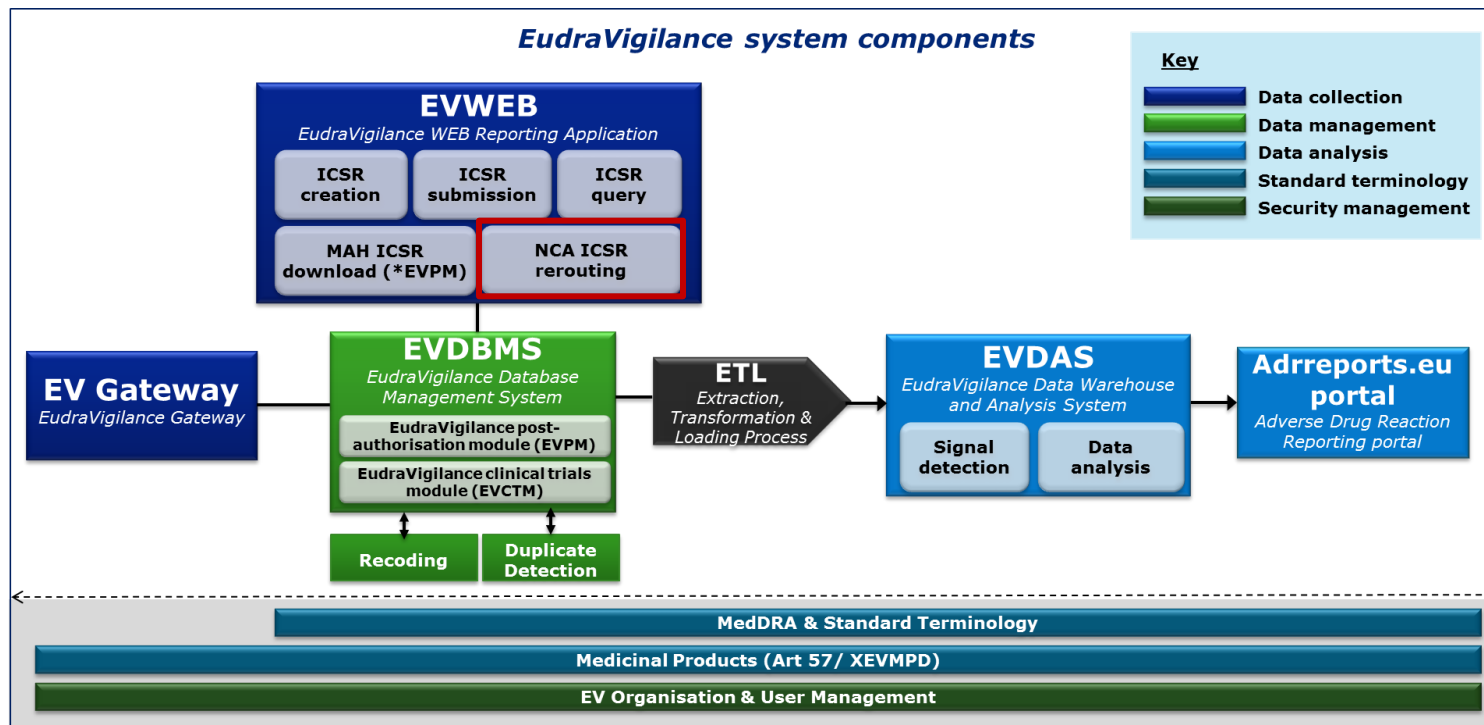 EudraVigilance system components
Key
Data collection
Data management
Data analysis
Standard terminology
Security management
EVWEB
EudraVigilance WEB Reporting Application
ICSR
creation
ICSR
submission
ICSR
query
MAH ICSR
download (*EVPM)
NCA ICSR
rerouting
EV Gateway
EudraVigilance Gateway
EVDBMS
EudraVigilance Database
Management System
EudraVigilance post-
authorisation module (EVPM)
EudraVigilance clinical trials
module (EVCTM)
Recoding
Duplicate
Detection
ETL
Extraction,
Transformation &
Loading Process
EVDAS
EudraVigilance Data Warehouse
and Analysis System
Signal
detection
Data
analysis
Adrreports.eu
portal
Adverse Drug Reaction
Reporting portal
MedDRA & Standard Terminology
Medicinal Products (Art 57/ XEVMPD)
EV Organisation & User Management